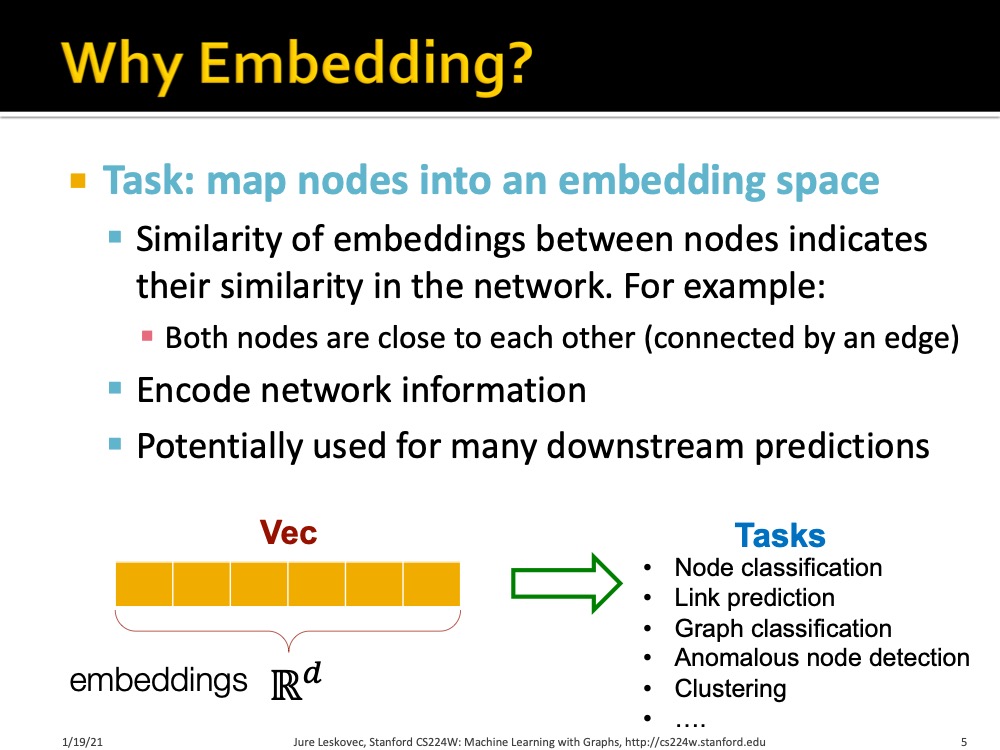 Why Embedding?
Task: map nodes into an embedding space
Similarity of embeddings between nodes indicates
their similarity in the network. For example:
Both nodes are close to each other (connected by an edge)
Encode network information
Potentially used for many downstream predictions
Vec
embeddings ℝᵈ
Tasks
• Node classification
• Link prediction
• Graph classification
• Anomalous node detection
• Clustering
• ….
1/19/21
Jure Leskovec, Stanford CS224W: Machine Learning with Graphs, http://cs224w.stanford.edu
5